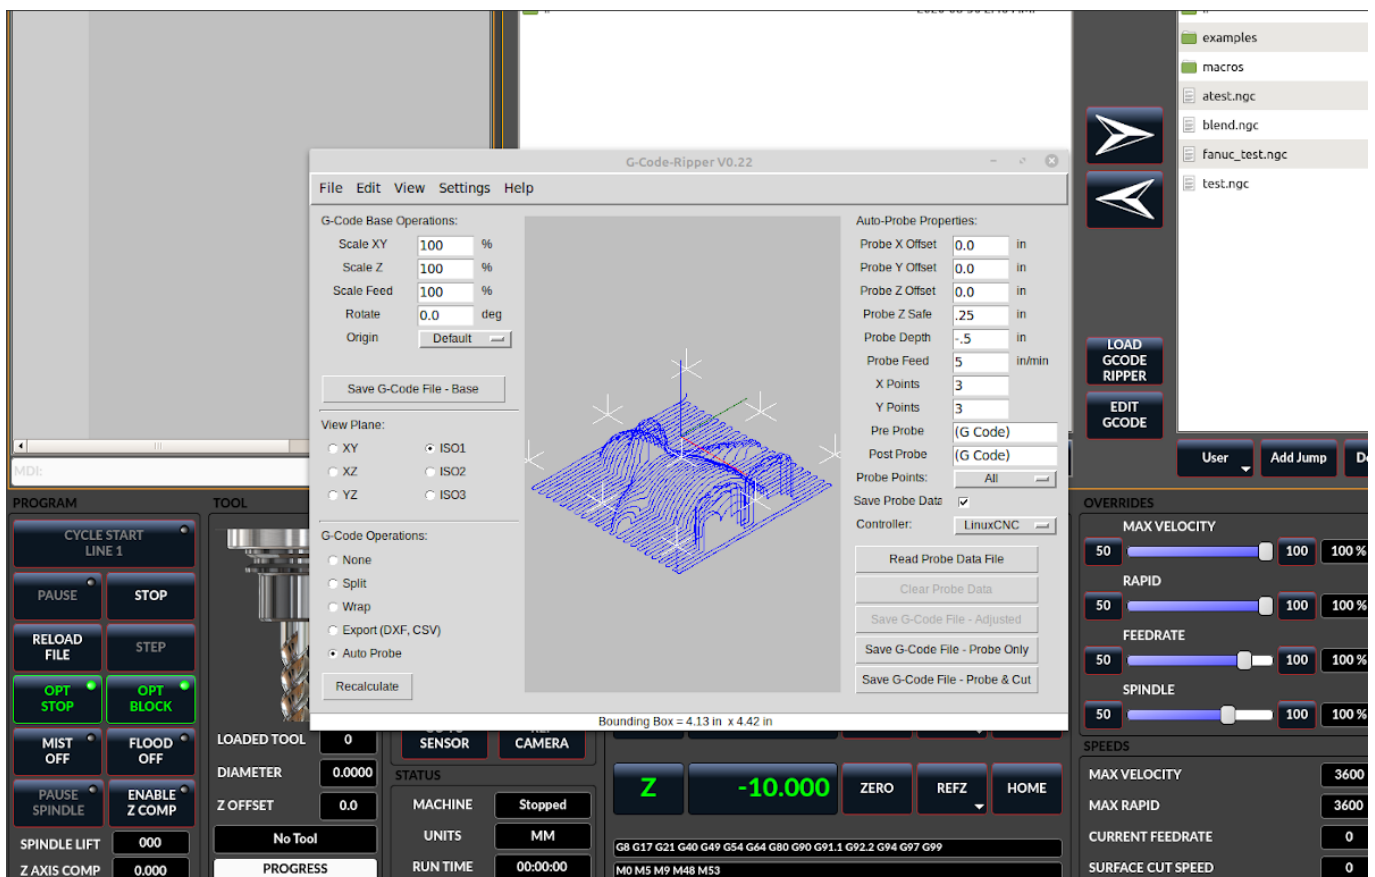 examples
macros
atest.ngc
blend.ngc
fanuc_test.ngc
test.ngc
G-Code-Ripper V0.22
File Edit View Settings Help
G-Code Base Operations:
Scale XY 100 %
Scale Z 100 %
Scale Feed 100 %
Rotate 0.0 deg
Origin Default
Save G-Code File - Base
View Plane:
XY ISO1
XZ ISO2
YZ ISO3
G-Code Operations:
None
Split
Wrap
Export (DXF, CSV)
Auto Probe
Recalculate
Auto-Probe Properties:
Probe X Offset 0.0 in
Probe Y Offset 0.0 in
Probe Z Offset 0.0 in
Probe Z Safe .25 in
Probe Depth -.5 in
Probe Feed 5 in/min
X Points 3
Y Points 3
Pre Probe (G Code)
Post Probe (G Code)
Probe Points: All
Save Probe Data
Controller: LinuxCNC
Read Probe Data File
Clear Probe Data
Save G-Code File - Adjusted
Save G-Code File - Probe Only
Save G-Code File - Probe & Cut
Bounding Box = 4.13 in x 4.42 in
LOAD
GCODE
RIPPER
EDIT
GCODE
User Add Jump
MDI:
PROGRAM
CYCLE START
LINE 1
PAUSE STOP
RELOAD
FILE
STEP
OPT
STOP
OPT
BLOCK
MIST
OFF
FLOOD
OFF
PAUSE
SPINDLE
ENABLE
Z COMP
SPINDLE LIFT 000
Z AXIS COMP 0.000
TOOL
LOADED TOOL 0
DIAMETER 0.0000
Z OFFSET 0.0
No Tool
PROGRESS
SENSOR
CAMERA
STATUS
MACHINE Stopped
UNITS MM
RUN TIME 00:00:00
Z -10.000 ZERO REFZ HOME
G8 G17 G21 G40 G49 G54 G64 G80 G90 G91.1 G92.2 G94 G97 G99
M0 M5 M9 M48 M53
OVERRIDES
MAX VELOCITY
50 100 100 %
RAPID
50 100 100 %
FEEDRATE
50 100 100 %
SPINDLE
50 100 100 %
SPEEDS
MAX VELOCITY 3600
MAX RAPID 3600
CURRENT FEEDRATE 0
SURFACE CUT SPEED 0